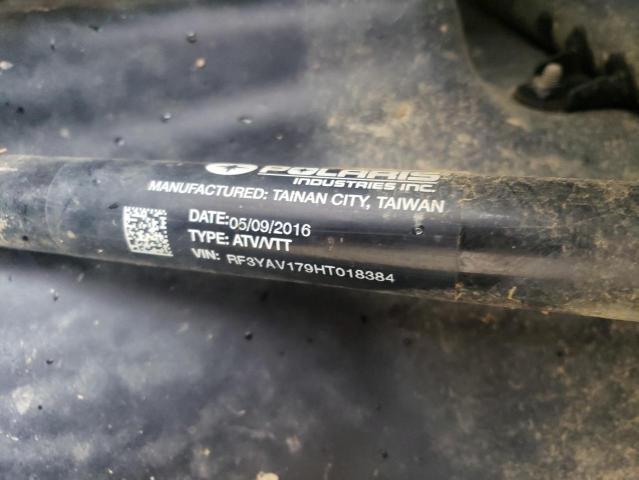 POLARIS
INDUSTRIES INC.
MANUFACTURED: TAINAN CITY, TAIWAN
DATE: 05/09/2016
TYPE: ATV/VTT
VIN: RF3YAV179HT018384